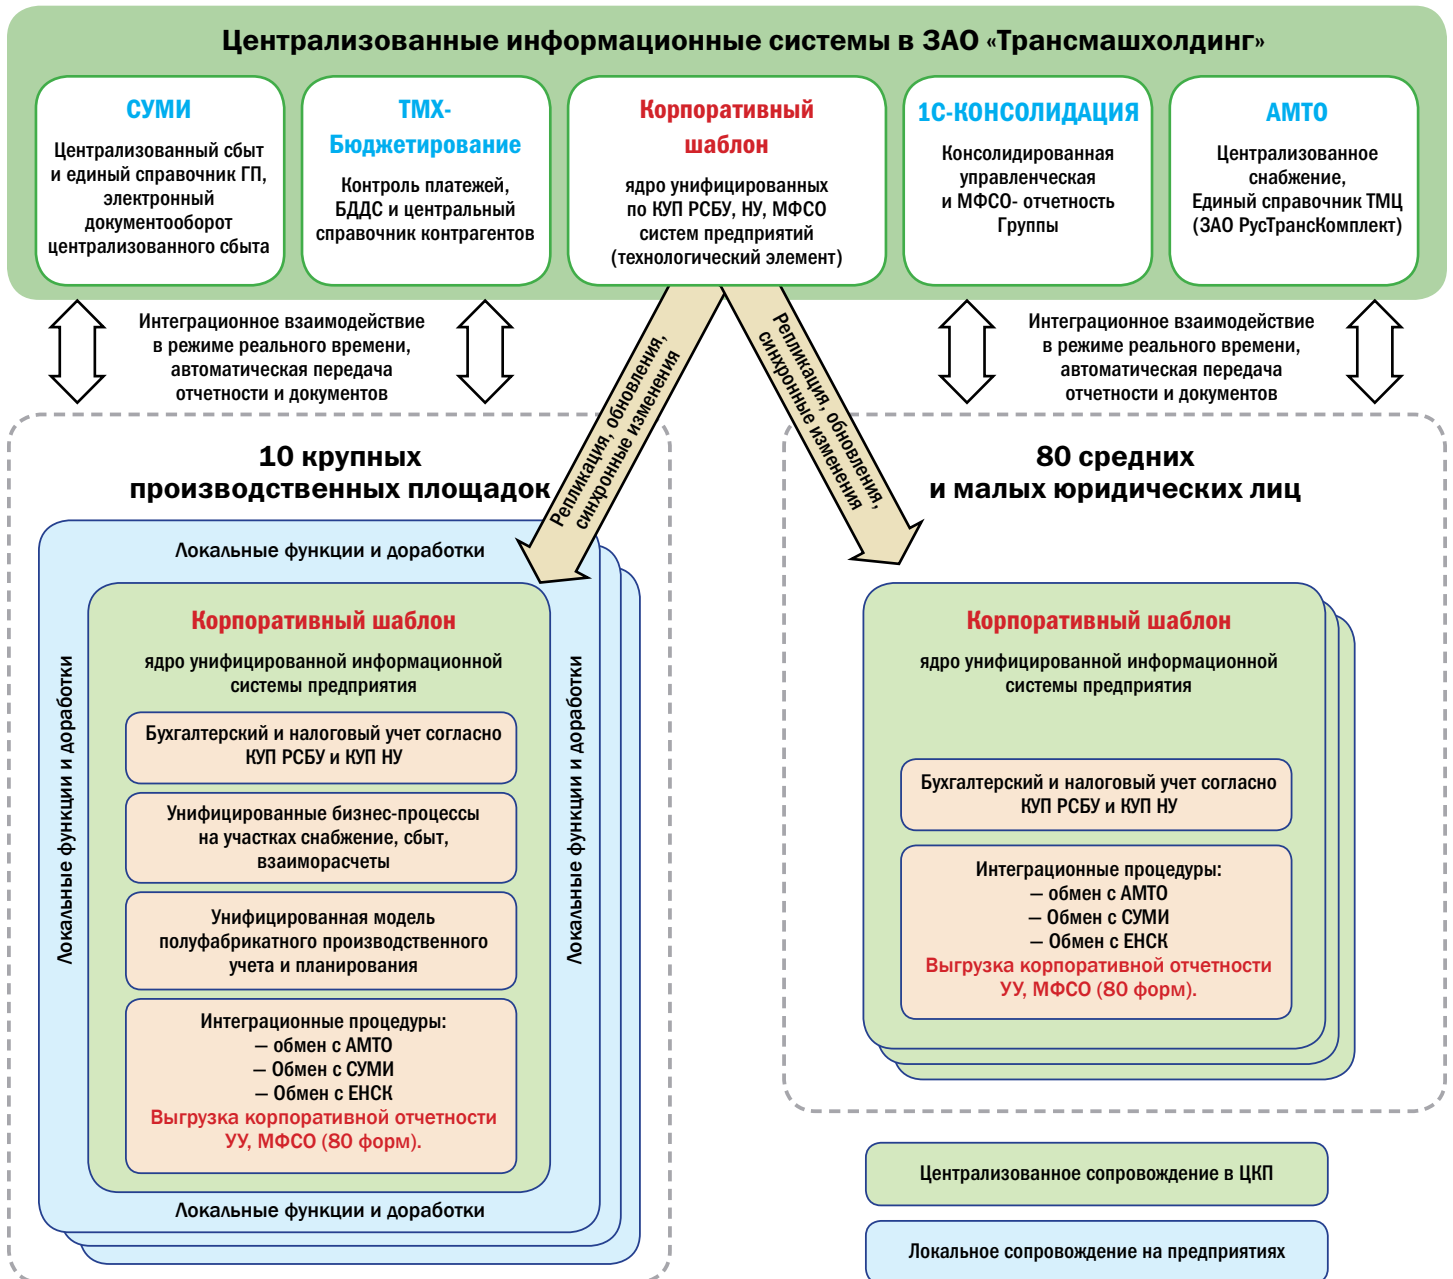 Централизованные информационные системы в ЗАО «Трансмашхолдинг»
СУМИ
Централизованный сбыт
и единый справочник ГП,
электронный
документооборот
централизованного сбыта
ТМХ-
Бюджетирование
Контроль платежей,
БДДС и центральный
справочник контрагентов
Корпоративный
шаблон
ядро унифицированных
по КУП РСБУ, НУ, МФСО
систем предприятий
(технологический элемент)
1С-КОНСОЛИДАЦИЯ
Консолидированная
управленческая
и МФСО- отчетность
Группы
АМТО
Централизованное
снабжение,
Единый справочник ТМЦ
(ЗАО РусТрансКомплект)
Интеграционное взаимодействие
в режиме реального времени,
автоматическая передача
отчетности и документов
Репликация, обновления,
синхронные изменения
Репликация, обновления,
синхронные изменения
Интеграционное взаимодействие
в режиме реального времени,
автоматическая передача
отчетности и документов
10 крупных
производственных площадок
Локальные функции и доработки
Локальные функции и доработки
Корпоративный шаблон
ядро унифицированной информационной
системы предприятия
Бухгалтерский и налоговый учет согласно
КУП РСБУ и КУП НУ
Унифицированные бизнес-процессы
на участках снабжение, сбыт,
взаиморасчеты
Унифицированная модель
полуфабрикатного производственного
учета и планирования
Интеграционные процедуры:
— обмен с АМТО
— Обмен с СУМИ
— Обмен с ЕНСК
Выгрузка корпоративной отчетности
УУ, МФСО (80 форм).
Локальные функции и доработки
Локальные функции и доработки
80 средних
и малых юридических лиц
Корпоративный шаблон
ядро унифицированной информационной
системы предприятия
Бухгалтерский и налоговый учет согласно
КУП РСБУ и КУП НУ
Интеграционные процедуры:
— обмен с АМТО
— Обмен с СУМИ
— Обмен с ЕНСК
Выгрузка корпоративной отчетности
УУ, МФСО (80 форм).
Централизованное сопровождение в ЦКП
Локальное сопровождение на предприятиях